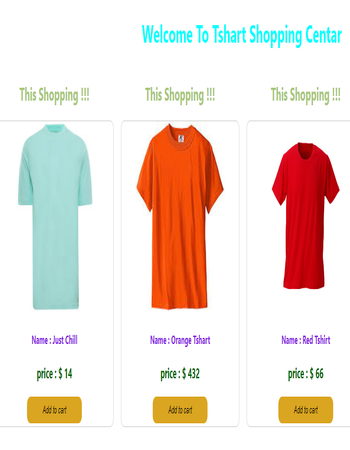 Welcome To Tshart Shopping Centar
This Shopping !!! This Shopping !!! This Shopping !!!
Name : Just Chill Name : Orange Tshart Name : Red Tshirt
price : $ 14 price : $ 432 price : $ 66
Add to cart Add to cart Add to cart